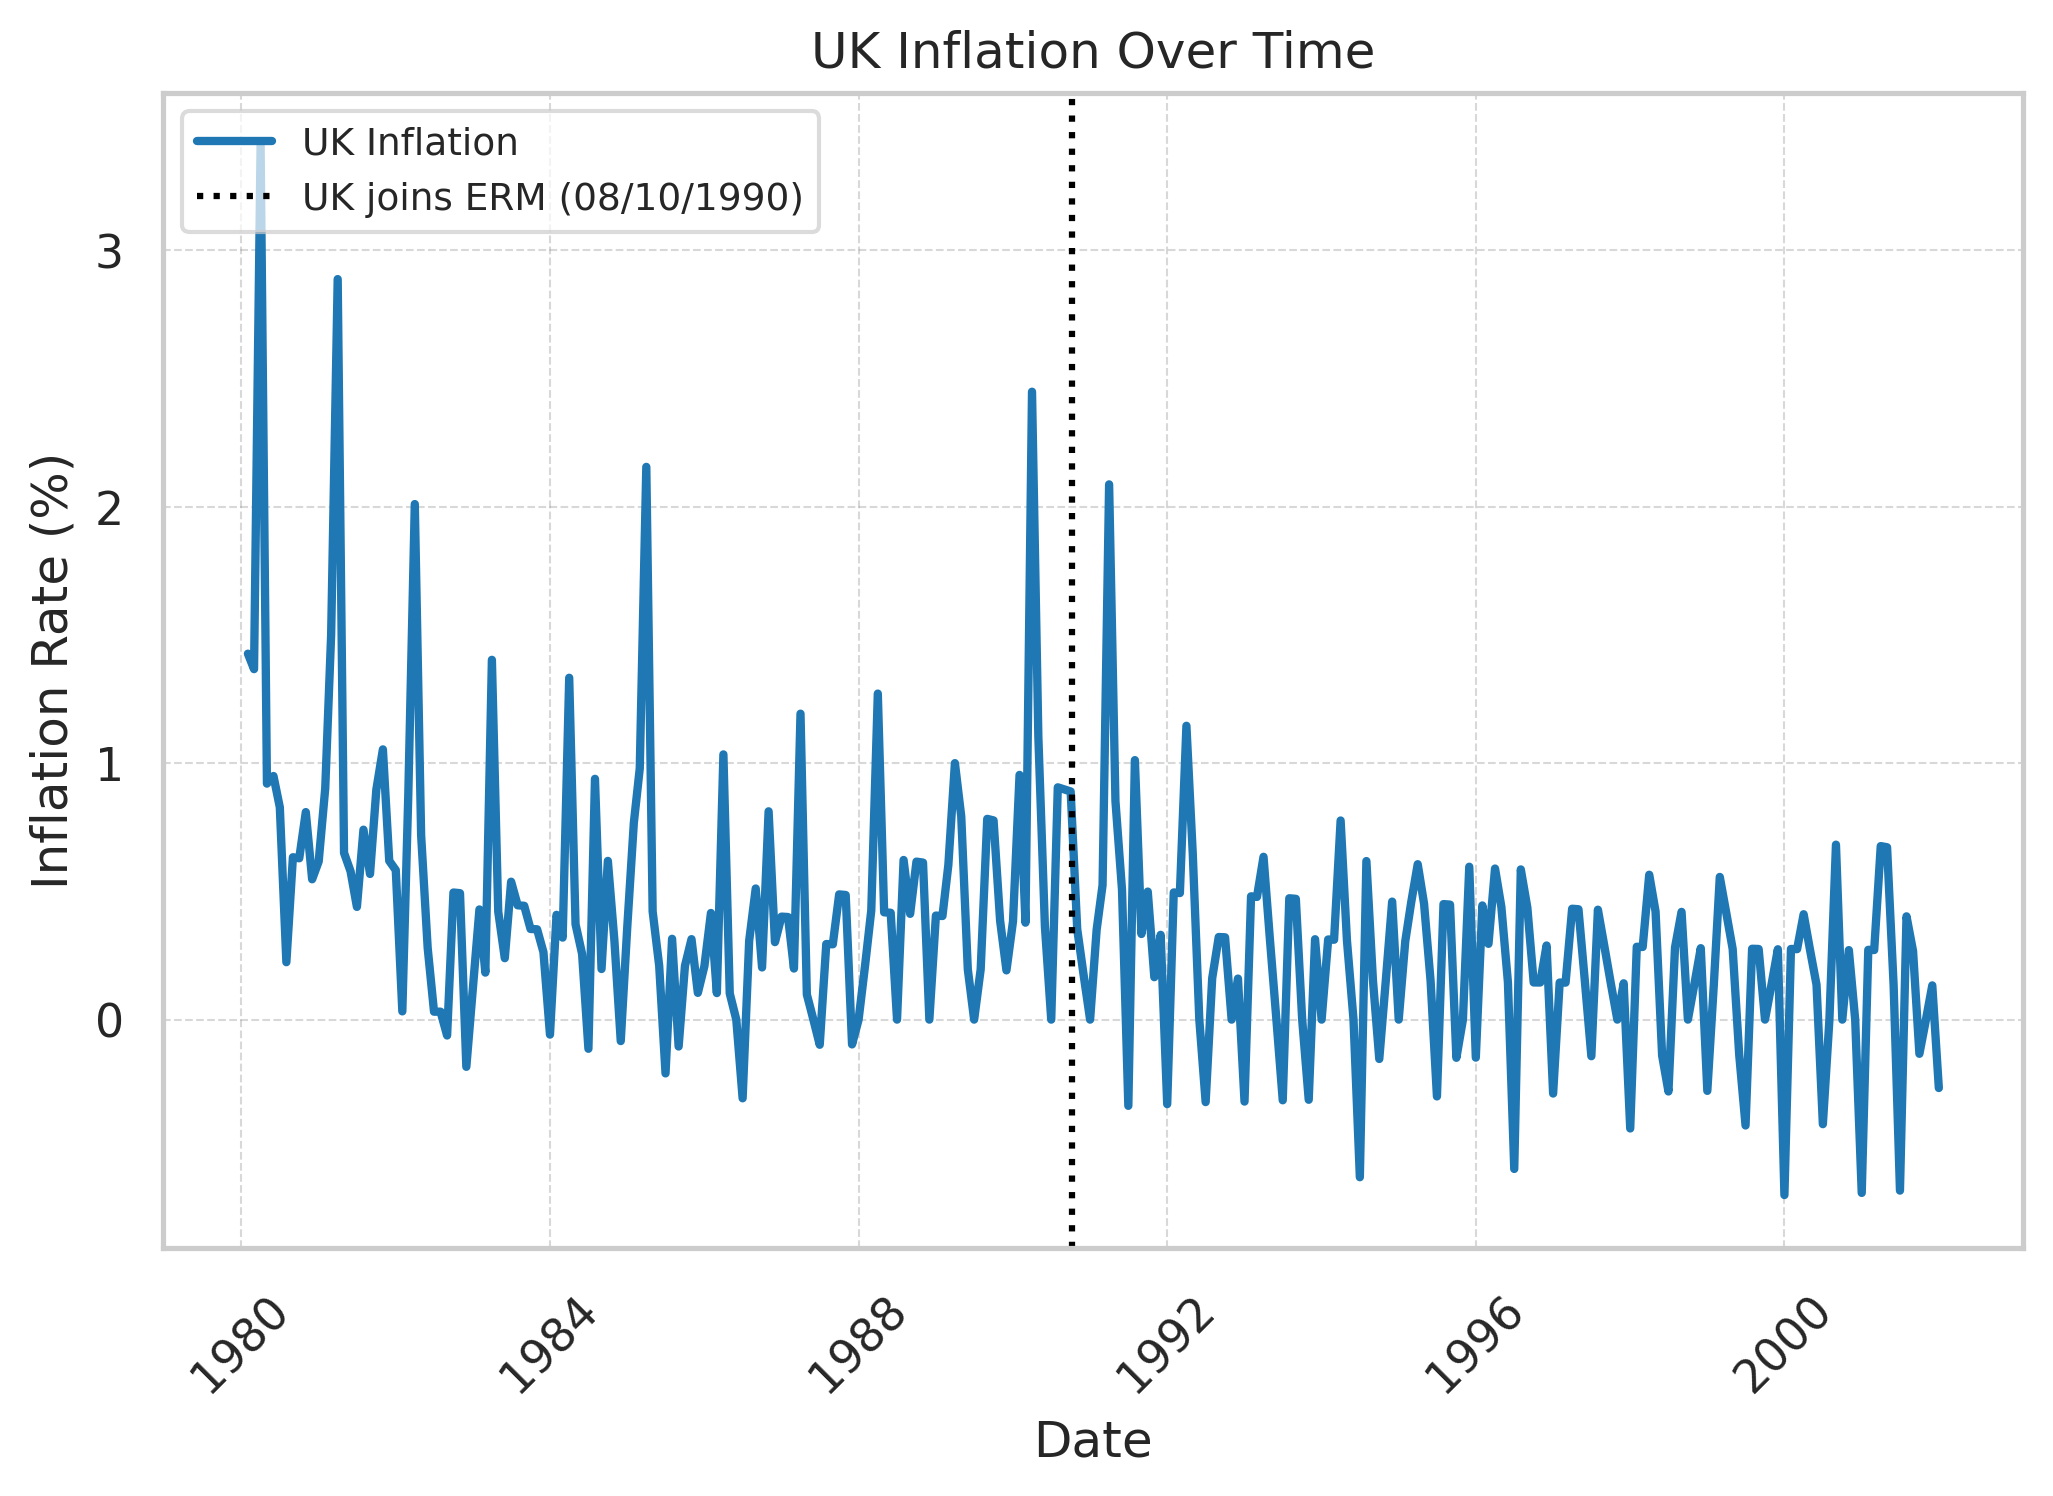 UK Inflation Over Time
UK Inflation
UK joins ERM (08/10/1990)
Inflation Rate (%)
3
2
1
0
1980
1984
1988
1992
1996
2000
Date